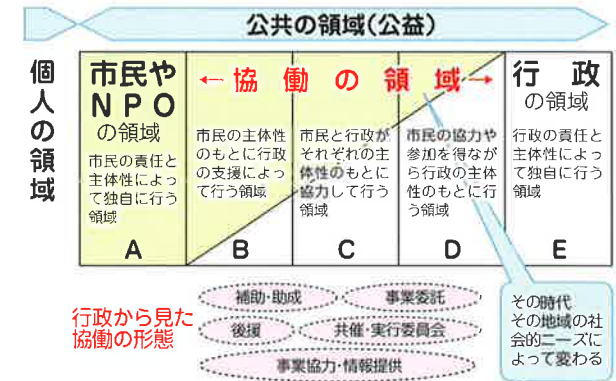 公共の領域(公益)
個人の領域
市民や
NPO
の領域
市民の責任と
主体性によっ
て独自に行う
領域
A
←協働の領域→
市民の主体性
のもとに行政
の支援によっ
て行う領域
B
市民と行政が
それぞれの主
体性のもとに
協力して行う
領域
C
市民の協力や
参加を得なが
ら行政の主体
性のもとに行
う領域
D
行政
の領域
行政の責任と
主体性によっ
て独自に行う
領域
E
行政から見た
協働の形態
補助・助成
事業委託
後援
共催・実行委員会
事業協力・情報提供
その時代
その地域の社
会的ニーズに
よって変わる